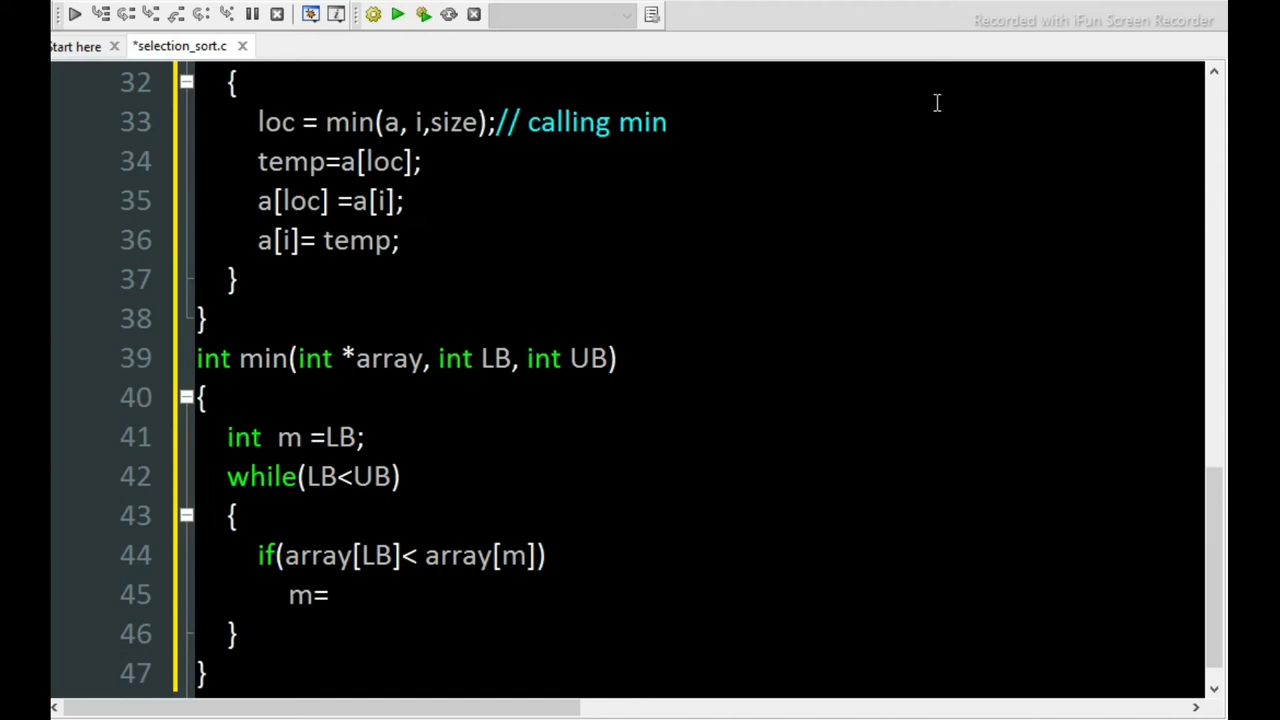 Recorded with iFun Screen Recorder
tart here
*selection_sort.c
32 {
33 loc = min(a, i,size);// calling min
34 temp=a[loc];
35 a[loc] =a[i];
36 a[i]= temp;
37 }
38 }
39 int min(int *array, int LB, int UB)
40 {
41 int  m =LB;
42 while(LB<UB)
43 {
44 if(array[LB]< array[m])
45 m=
46 }
47 }